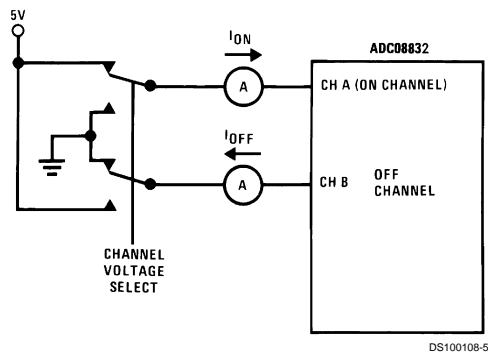 5V
ION
ADC08832
A
CH A (ON CHANNEL)
IOFF
A
CH B
OFF
CHANNEL
CHANNEL
VOLTAGE
SELECT
DS100108-5